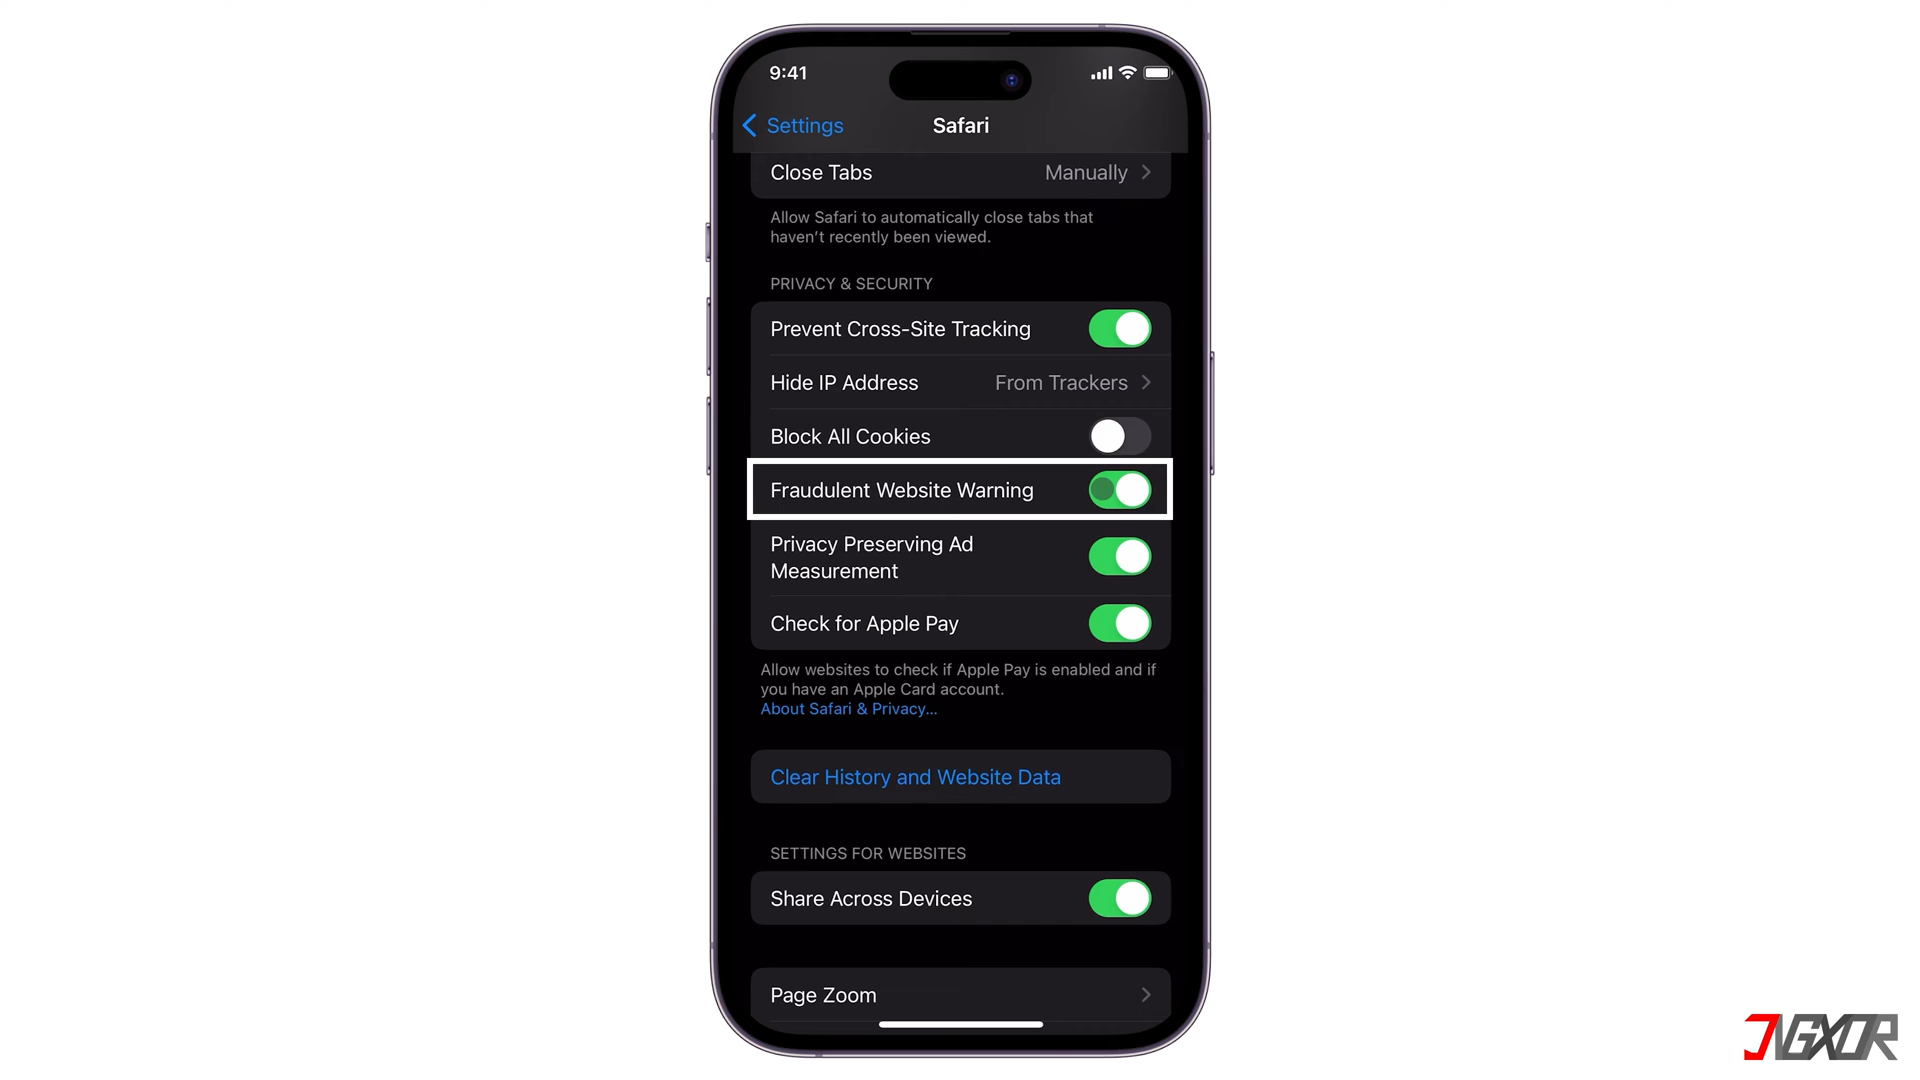 9:41
Settings
Safari
Close Tabs Manually
Allow Safari to automatically close tabs that
haven't recently been viewed.
PRIVACY & SECURITY
Prevent Cross-Site Tracking
Hide IP Address From Trackers
Block All Cookies
Fraudulent Website Warning
Privacy Preserving Ad
Measurement
Check for Apple Pay
Allow websites to check if Apple Pay is enabled and if
you have an Apple Card account.
About Safari & Privacy...
Clear History and Website Data
SETTINGS FOR WEBSITES
Share Across Devices
Page Zoom
JVGXOR